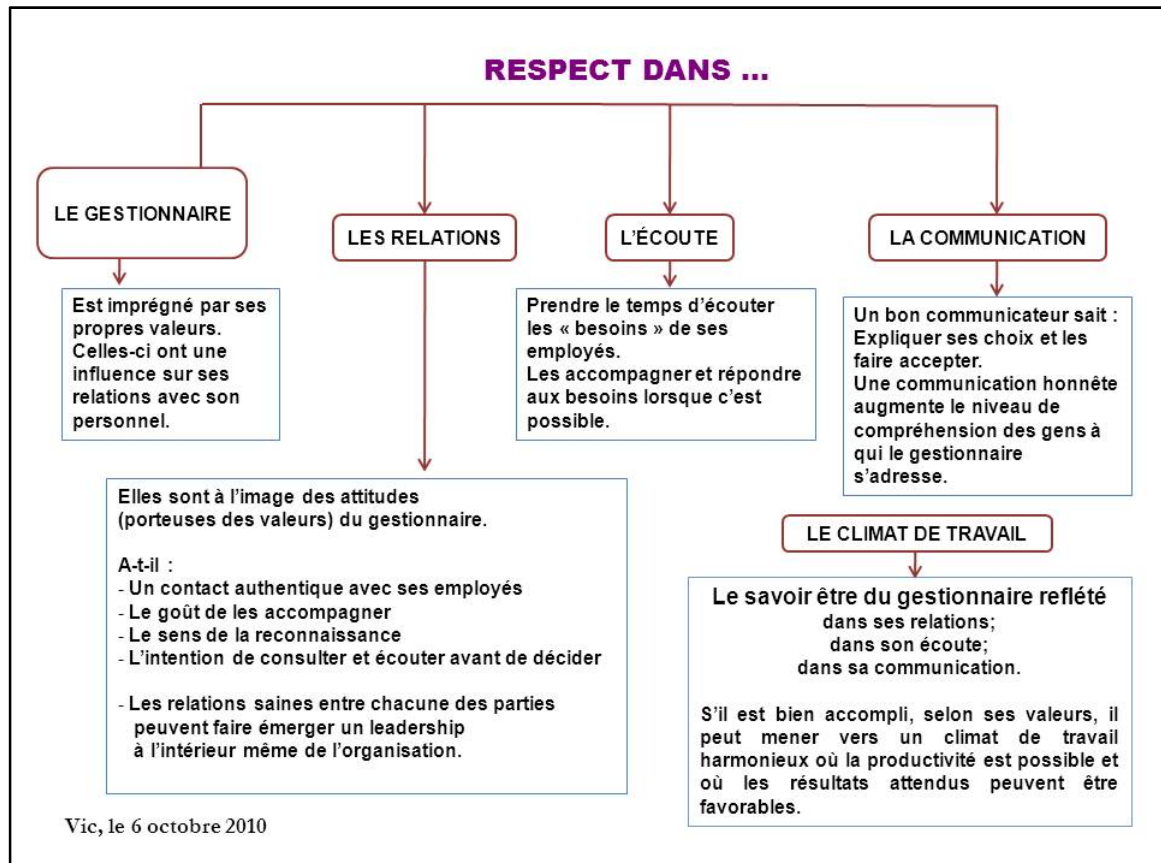 RESPECT DANS ...
LE GESTIONNAIRE
Est imprégné par ses
propres valeurs.
Celles-ci ont une
influence sur ses
relations avec son
personnel.
LES RELATIONS
Elles sont à l’image des attitudes
(porteuses des valeurs) du gestionnaire.
A-t-il :
- Un contact authentique avec ses employés
- Le goût de les accompagner
- Le sens de la reconnaissance
- L’intention de consulter et écouter avant de décider
- Les relations saines entre chacune des parties
peuvent faire émerger un leadership
à l’intérieur même de l’organisation.
L’ÉCOUTE
Prendre le temps d’écouter
les « besoins » de ses
employés.
Les accompagner et répondre
aux besoins lorsque c’est
possible.
LA COMMUNICATION
Un bon communicateur sait :
Expliquer ses choix et les
faire accepter.
Une communication honnête
augmente le niveau de
compréhension des gens à
qui le gestionnaire
s’adresse.
LE CLIMAT DE TRAVAIL
Le savoir être du gestionnaire reflété
dans ses relations;
dans son écoute;
dans sa communication.
S’il est bien accompli, selon ses valeurs, il
peut mener vers un climat de travail
harmonieux où la productivité est possible et
où les résultats attendus peuvent être
favorables.
Vic, le 6 octobre 2010